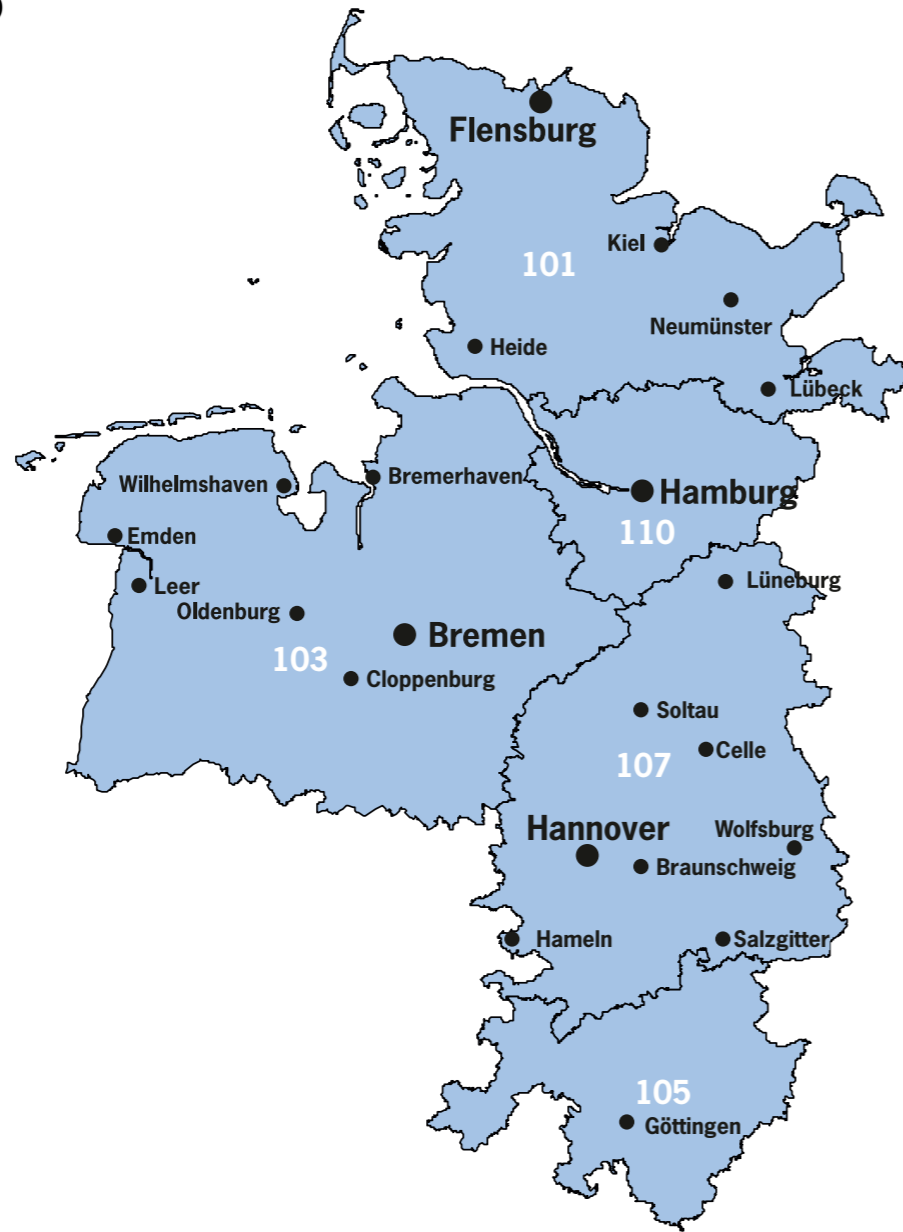 Flensburg
Kiel
101
Neumünster
Heide
Lübeck
Bremerhaven
Wilhelmshaven
Hamburg
110
Emden
Leer
Lüneburg
Oldenburg
Bremen
103
Cloppenburg
Soltau
Celle
107
Hannover
Wolfsburg
Braunschweig
Hameln
Salzgitter
105
Göttingen